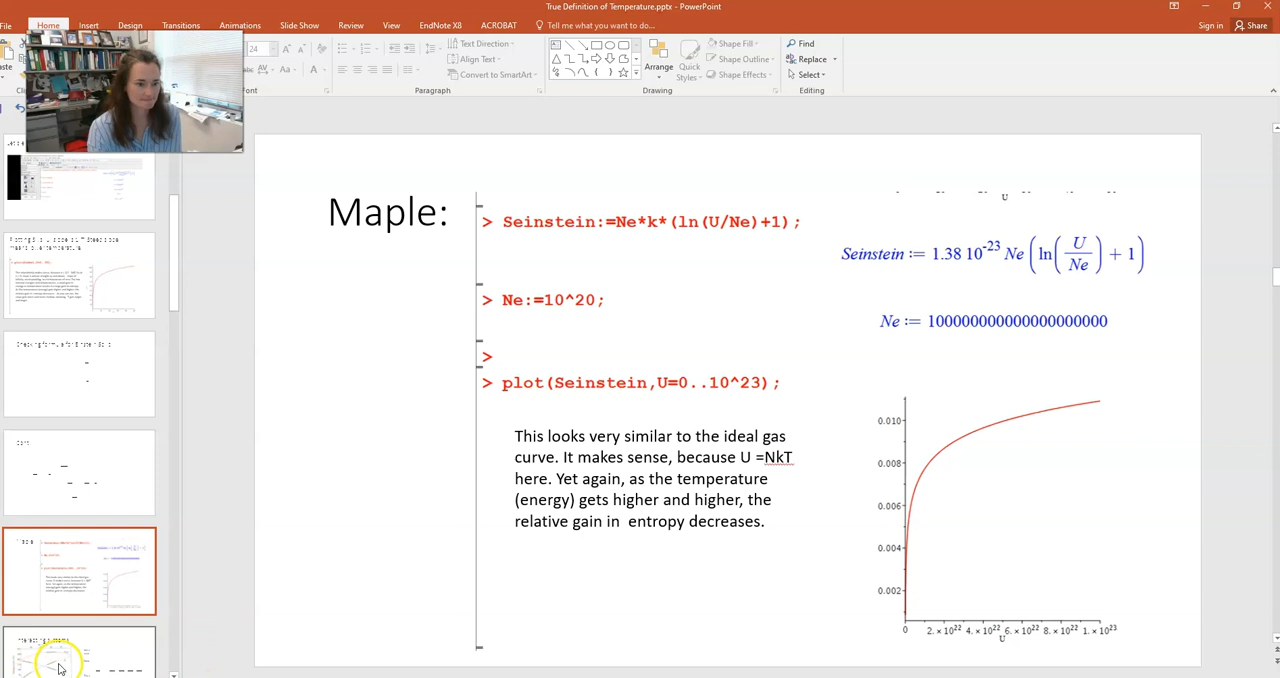 True Definition of Temperature.pptx - PowerPoint
File Home Insert Design Transitions Animations Slide Show Review View EndNote X8 ACROBAT Tell me what you want to do... Sign in Share
24
Aa
Text Direction
Align Text
Convert to SmartArt
Arrange
Quick Styles
Shape Fill
Shape Outline
Shape Effects
Find
Replace
Select
Paragraph
Drawing
Editing
Maple:
> Seinstein:=Ne*k*(ln(U/Ne)+1);
Seinstein := 1.38 10^-23 Ne (ln(U/Ne) + 1)
> Ne:=10^20;
Ne := 100000000000000000000
>
> plot(Seinstein,U=0..10^23);
This looks very similar to the ideal gas
curve. It makes sense, because U =NkT
here. Yet again, as the temperature
(energy) gets higher and higher, the
relative gain in entropy decreases.
0.010
0.008
0.006
0.004
0.002
0 2. × 10^22 4. × 10^22 6. × 10^22 8. × 10^22 1. × 10^23
U